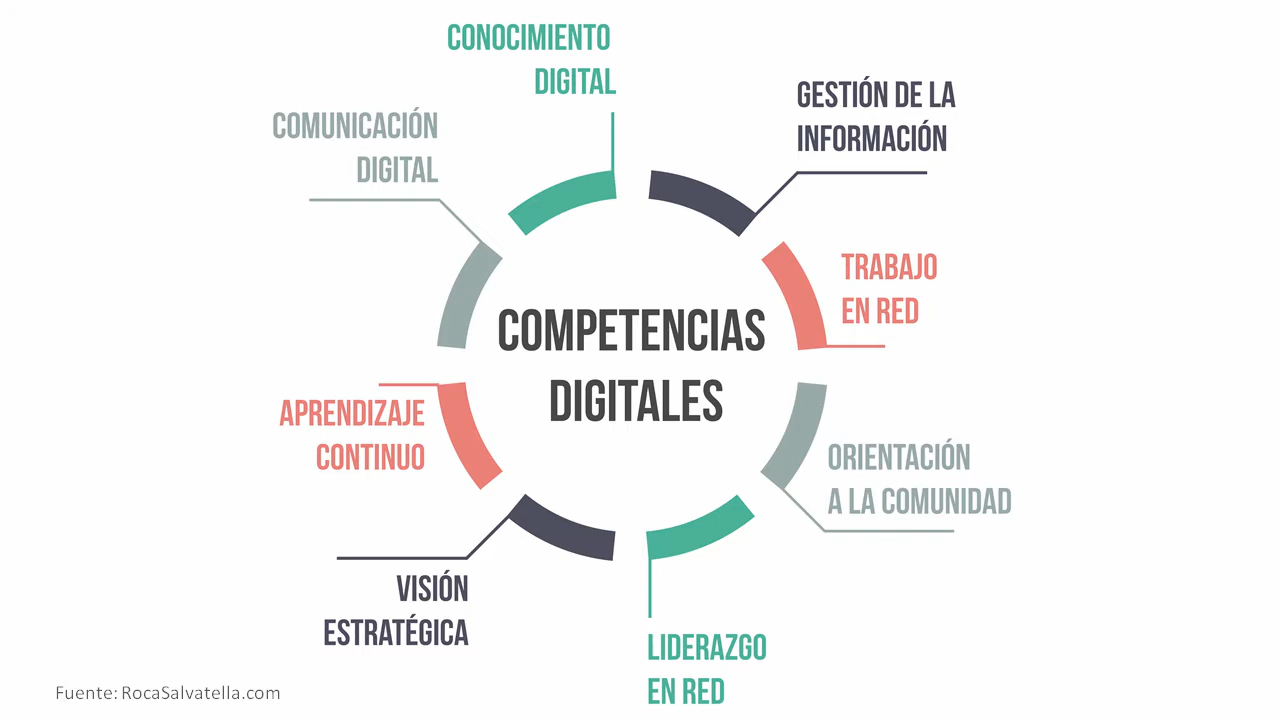 CONOCIMIENTO
DIGITAL
GESTIÓN DE LA
INFORMACIÓN
COMUNICACIÓN
DIGITAL
TRABAJO
EN RED
COMPETENCIAS
DIGITALES
APRENDIZAJE
CONTINUO
ORIENTACIÓN
A LA COMUNIDAD
VISIÓN
ESTRATÉGICA
LIDERAZGO
EN RED
Fuente: RocaSalvatella.com